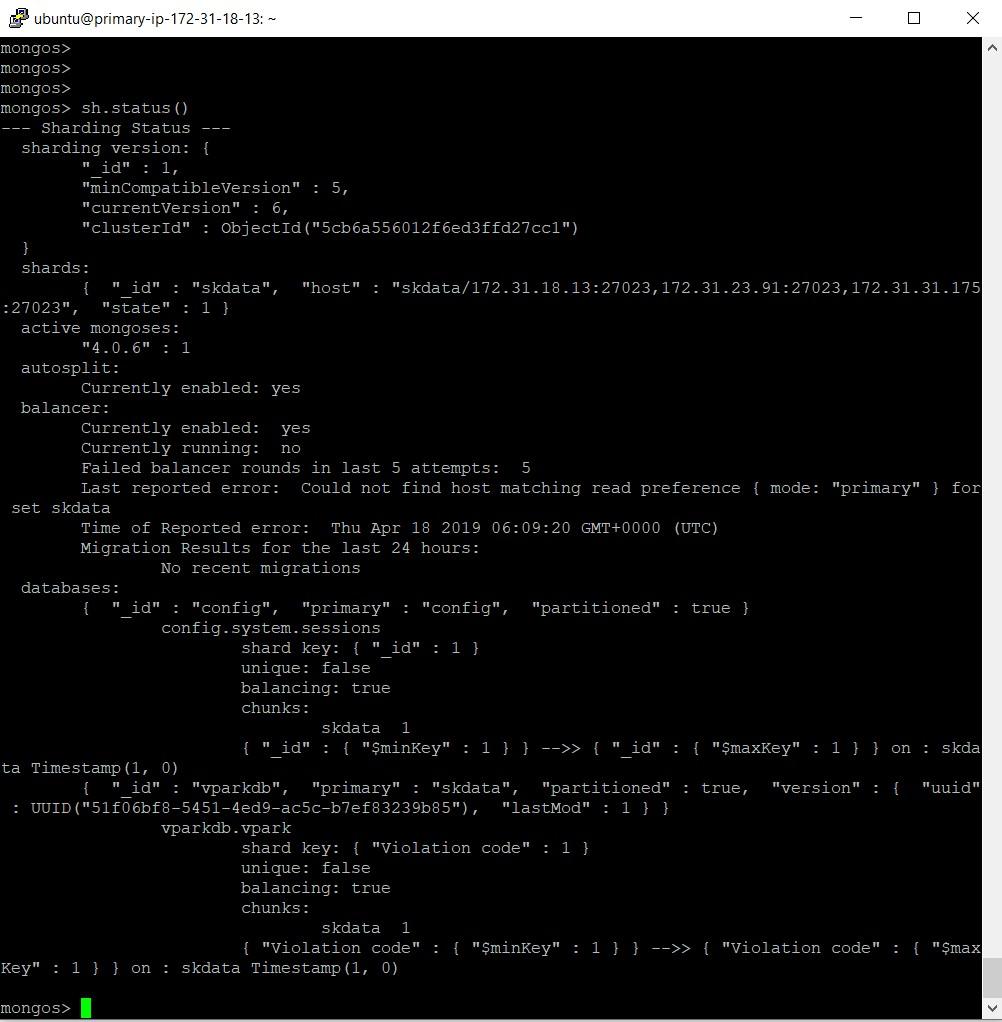 ubuntu@primary-ip-172-31-18-13: ~
mongos>
mongos>
mongos>
mongos> sh.status()
--- Sharding Status ---
  sharding version: {
        "_id" : 1,
        "minCompatibleVersion" : 5,
        "currentVersion" : 6,
        "clusterId" : ObjectId("5cb6a556012f6ed3ffd27cc1")
  }
  shards:
        {  "_id" : "skdata",  "host" : "skdata/172.31.18.13:27023,172.31.23.91:27023,172.31.31.175
:27023",  "state" : 1 }
  active mongoses:
        "4.0.6" : 1
  autosplit:
        Currently enabled: yes
  balancer:
        Currently enabled:  yes
        Currently running:  no
        Failed balancer rounds in last 5 attempts:  5
        Last reported error:  Could not find host matching read preference { mode: "primary" } for
 set skdata
        Time of Reported error:  Thu Apr 18 2019 06:09:20 GMT+0000 (UTC)
        Migration Results for the last 24 hours:
                No recent migrations
  databases:
        {  "_id" : "config",  "primary" : "config",  "partitioned" : true }
                config.system.sessions
                        shard key: { "_id" : 1 }
                        unique: false
                        balancing: true
                        chunks:
                                skdata  1
                        { "_id" : { "$minKey" : 1 } } -->> { "_id" : { "$maxKey" : 1 } } on : skda
ta Timestamp(1, 0)
        {  "_id" : "vparkdb",  "primary" : "skdata",  "partitioned" : true,  "version" : {  "uuid"
 : UUID("51f06bf8-5451-4ed9-ac5c-b7ef83239b85"),  "lastMod" : 1 } }
                vparkdb.vpark
                        shard key: { "Violation code" : 1 }
                        unique: false
                        balancing: true
                        chunks:
                                skdata  1
                        { "Violation code" : { "$minKey" : 1 } } -->> { "Violation code" : { "$max
Key" : 1 } } on : skdata Timestamp(1, 0)
mongos>